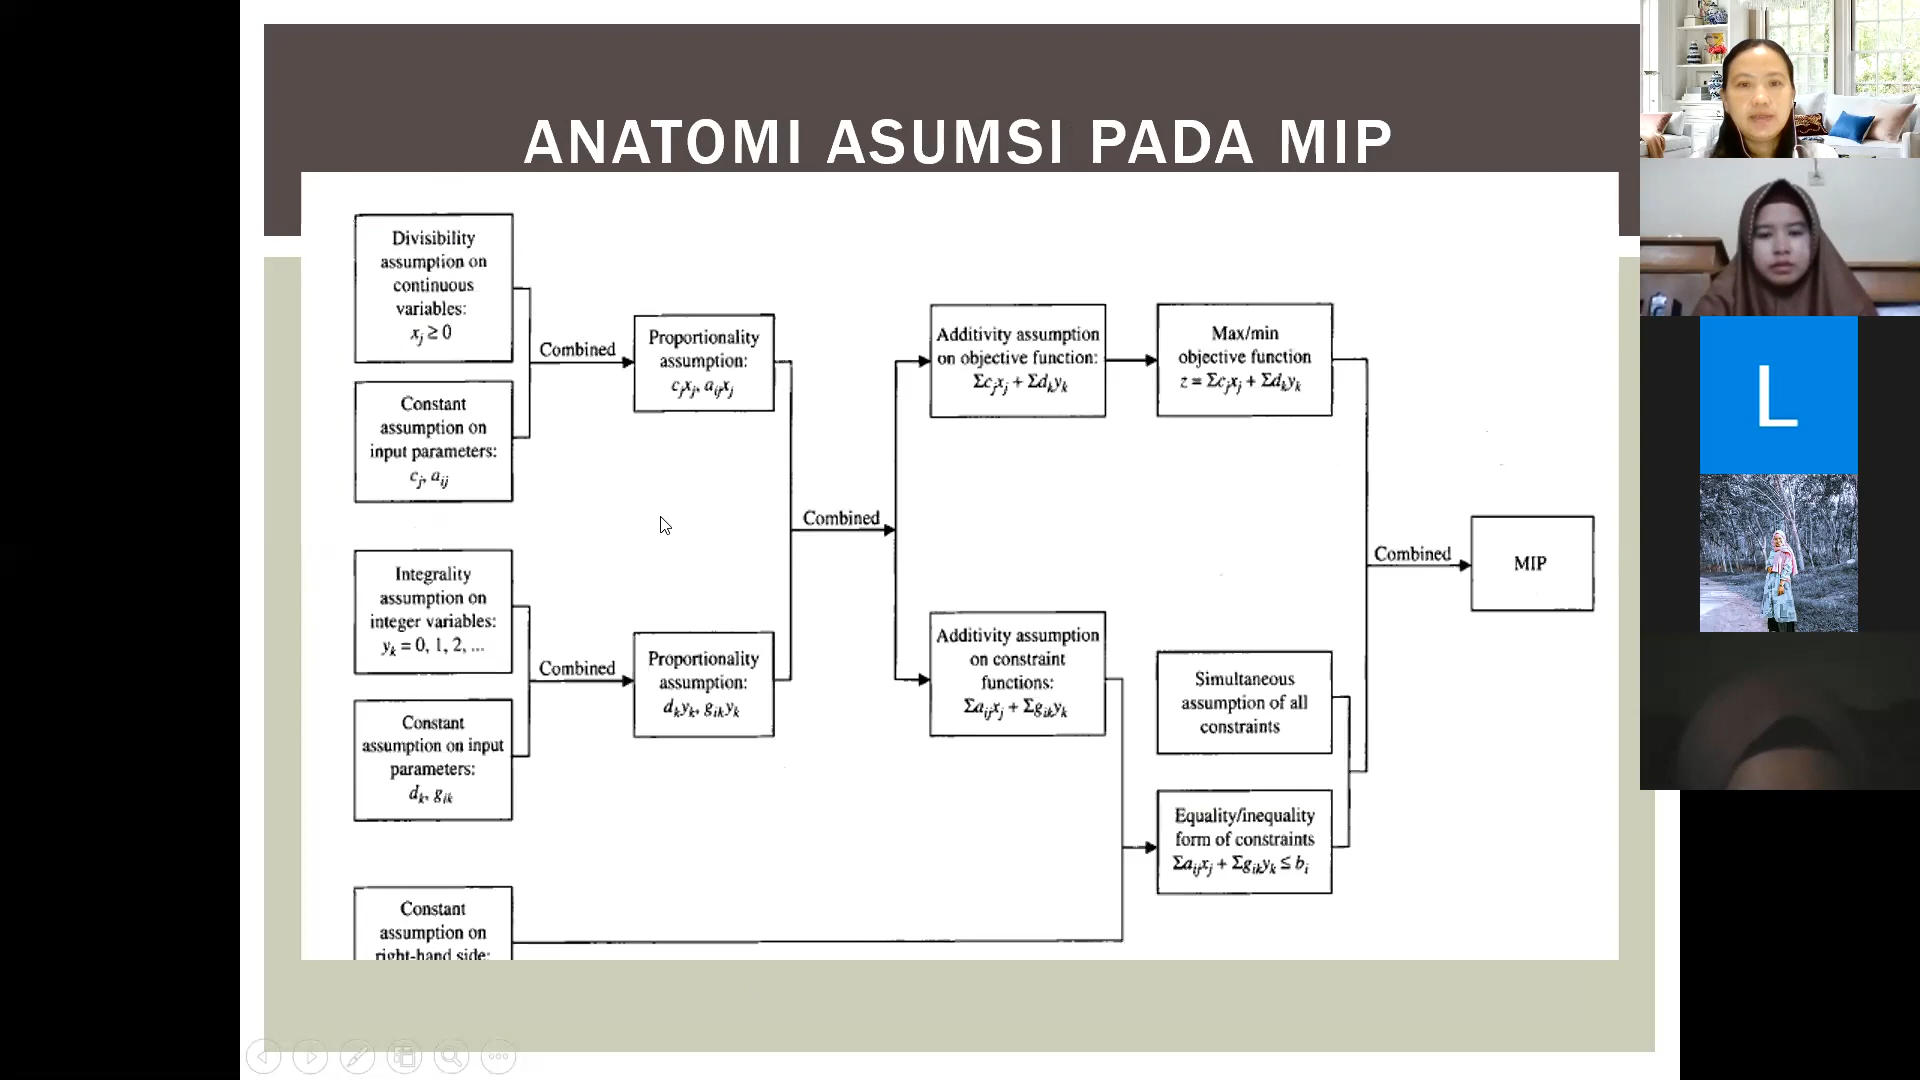 ANATOMI ASUMSI PADA MIP
Divisibility
assumption on
continuous
variables:
xj ≥ 0
Constant
assumption on
input parameters:
cj, aij
Combined
Proportionality
assumption:
cjxj, aijxj
Integrality
assumption on
integer variables:
yk = 0, 1, 2, ...
Constant
assumption on input
parameters:
dk, gik
Combined
Proportionality
assumption:
dkyk, gikyk
Constant
assumption on
right-hand side:
Combined
Additivity assumption
on objective function:
Σcjxj + Σdkyk
Max/min
objective function
z = Σcjxj + Σdkyk
Additivity assumption
on constraint
functions:
Σaijxj + Σgikyk
Simultaneous
assumption of all
constraints
Equality/inequality
form of constraints
Σaijxj + Σgikyk ≤ bi
Combined
MIP
L